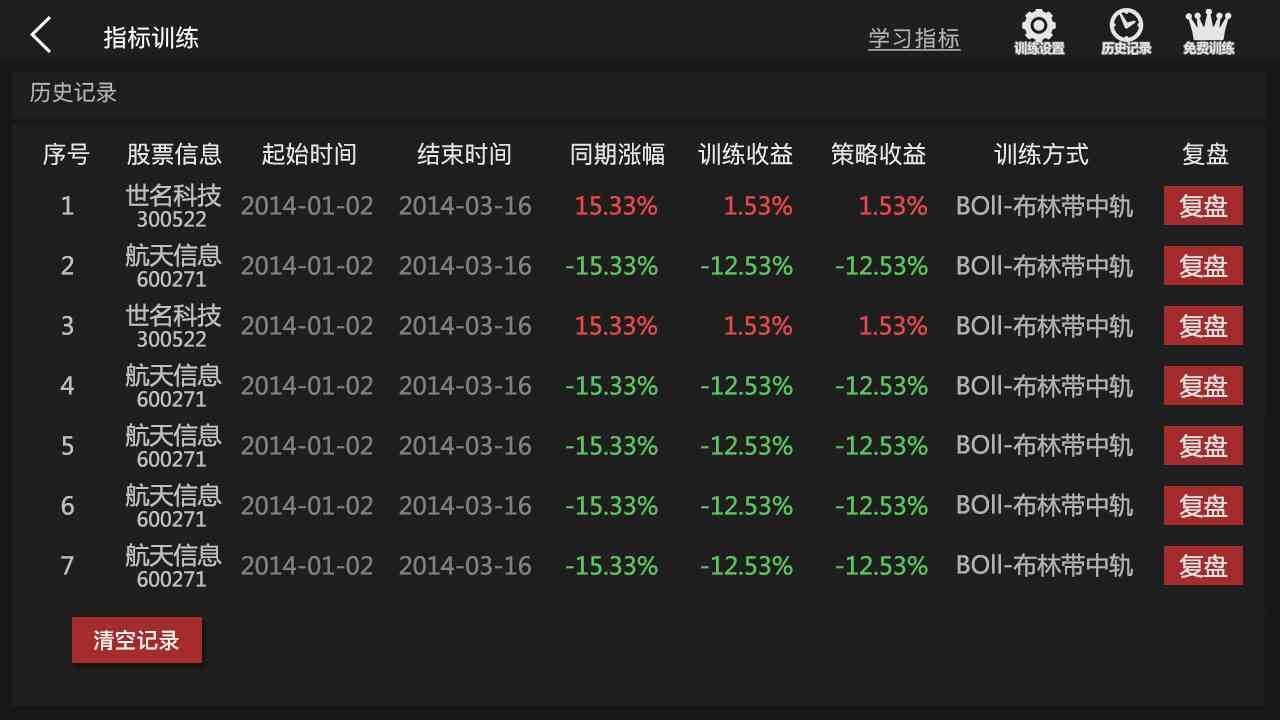 指标训练
学习指标
训练设置
历史记录
免费训练
历史记录
序号 股票信息 起始时间 结束时间 同期涨幅 训练收益 策略收益 训练方式 复盘
1 世名科技 300522 2014-01-02 2014-03-16 15.33% 1.53% 1.53% BOll-布林带中轨 复盘
2 航天信息 600271 2014-01-02 2014-03-16 -15.33% -12.53% -12.53% BOll-布林带中轨 复盘
3 世名科技 300522 2014-01-02 2014-03-16 15.33% 1.53% 1.53% BOll-布林带中轨 复盘
4 航天信息 600271 2014-01-02 2014-03-16 -15.33% -12.53% -12.53% BOll-布林带中轨 复盘
5 航天信息 600271 2014-01-02 2014-03-16 -15.33% -12.53% -12.53% BOll-布林带中轨 复盘
6 航天信息 600271 2014-01-02 2014-03-16 -15.33% -12.53% -12.53% BOll-布林带中轨 复盘
7 航天信息 600271 2014-01-02 2014-03-16 -15.33% -12.53% -12.53% BOll-布林带中轨 复盘
清空记录